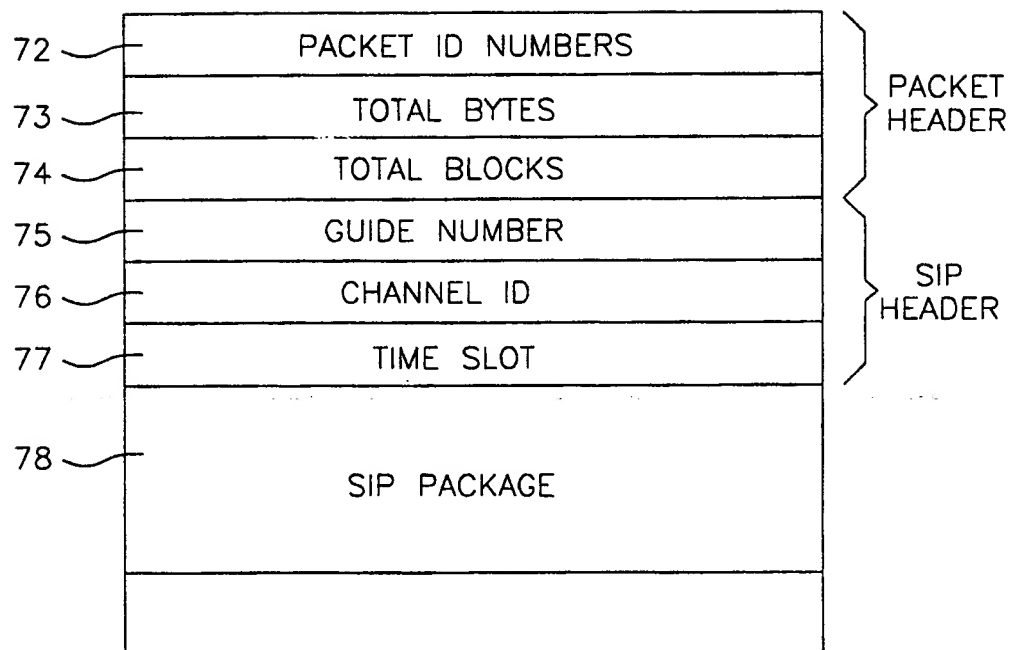 72 PACKET ID NUMBERS
73 TOTAL BYTES
74 TOTAL BLOCKS
PACKET
HEADER
75 GUIDE NUMBER
76 CHANNEL ID
77 TIME SLOT
SIP
HEADER
78 SIP PACKAGE